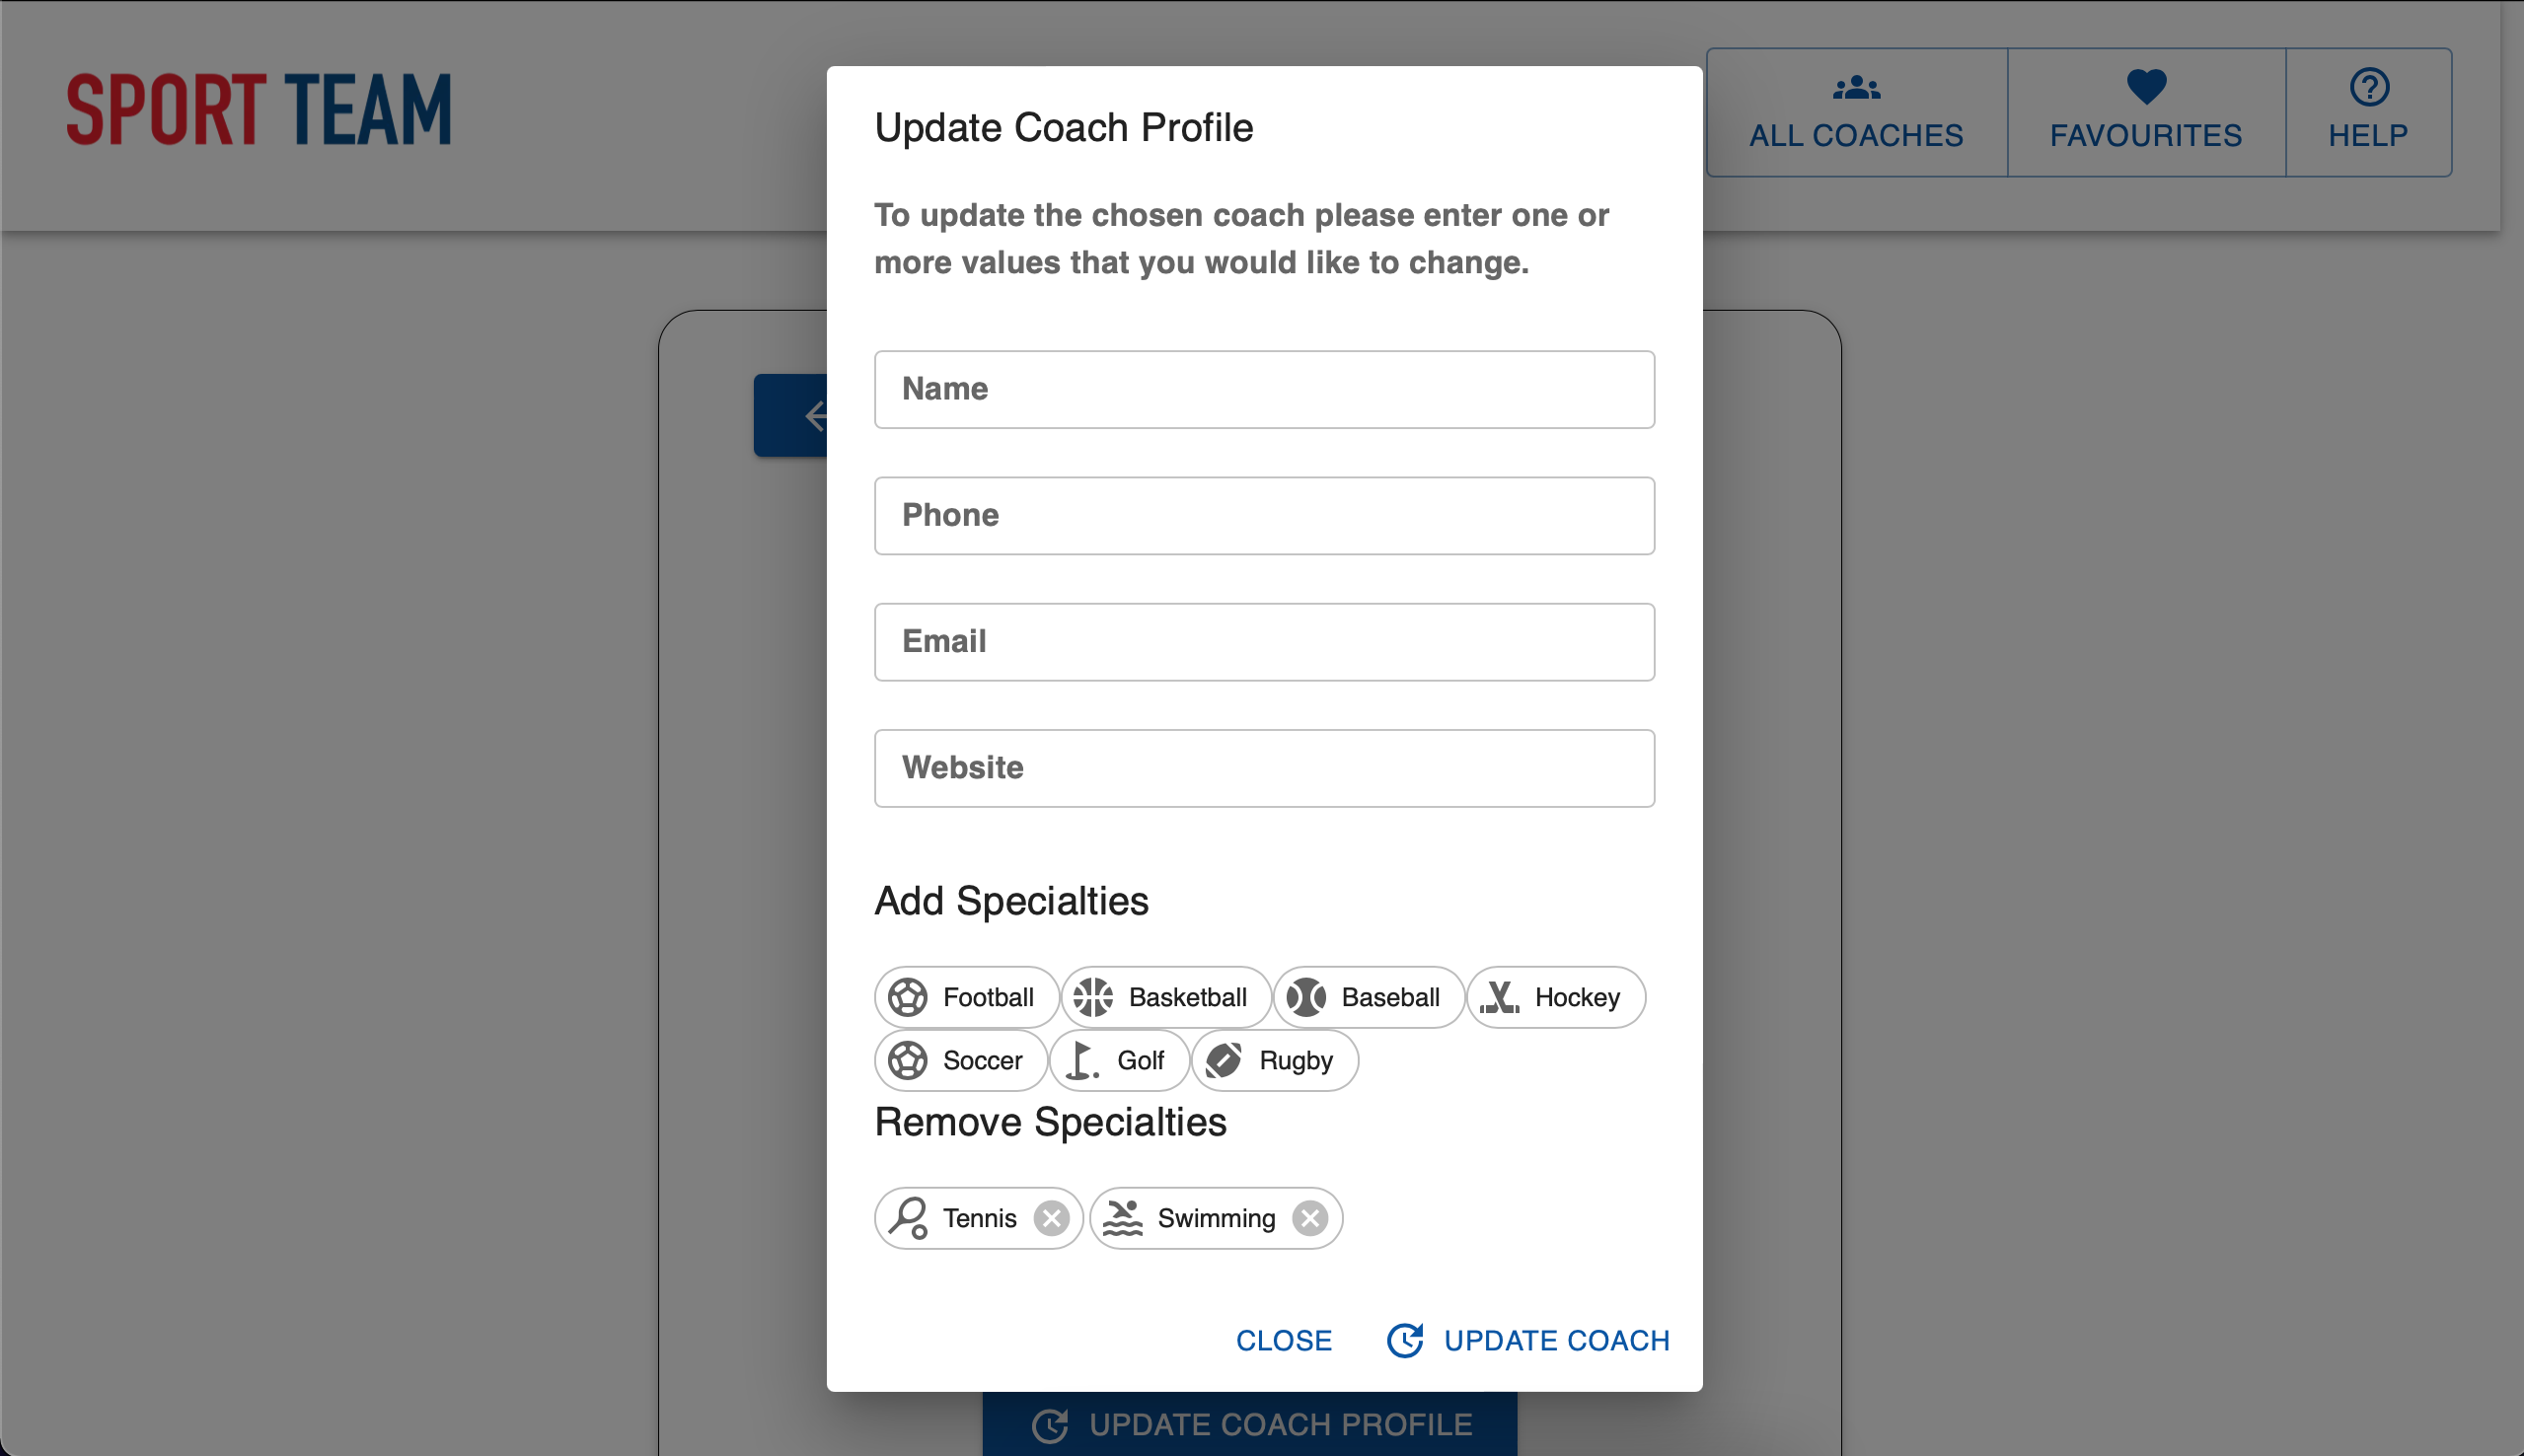 SPORT TEAM
ALL COACHES
FAVOURITES
HELP
Update Coach Profile
To update the chosen coach please enter one or
more values that you would like to change.
Name
Phone
Email
Website
Add Specialties
Football Basketball Baseball Hockey
Soccer Golf Rugby
Remove Specialties
Tennis Swimming
CLOSE UPDATE COACH
UPDATE COACH PROFILE